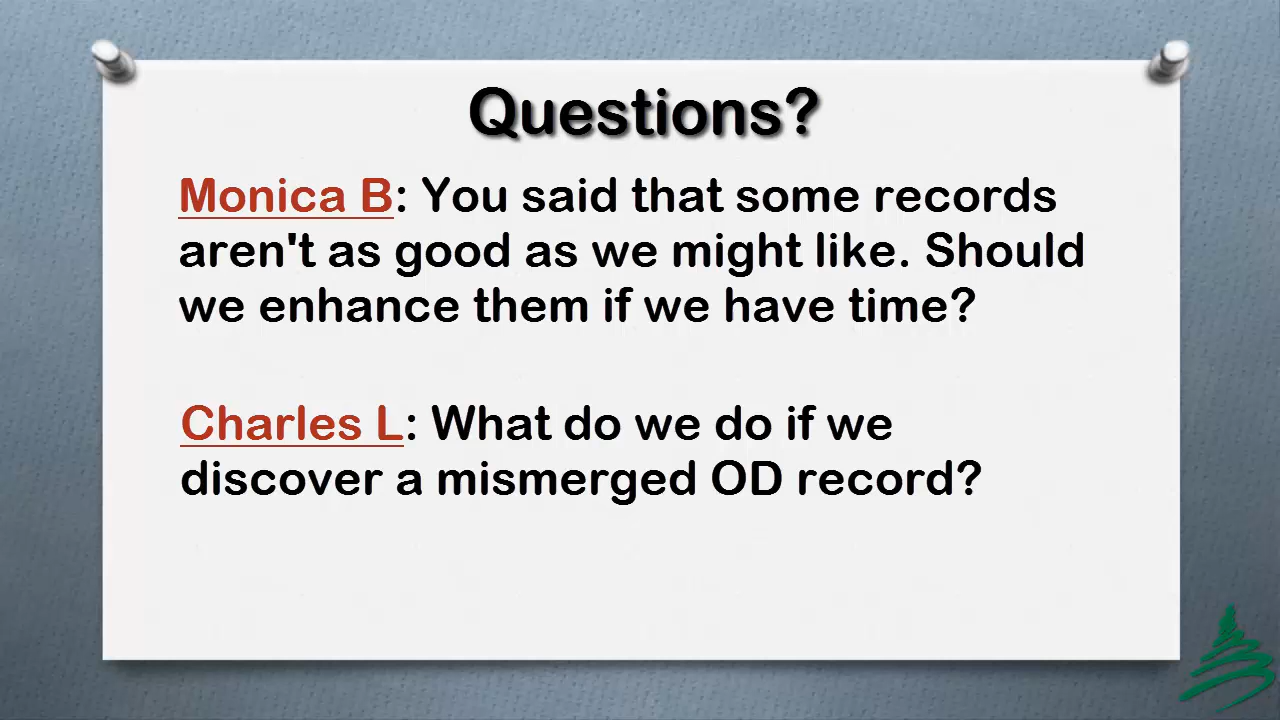 Questions?
Monica B: You said that some records
aren't as good as we might like. Should
we enhance them if we have time?
Charles L: What do we do if we
discover a mismerged OD record?